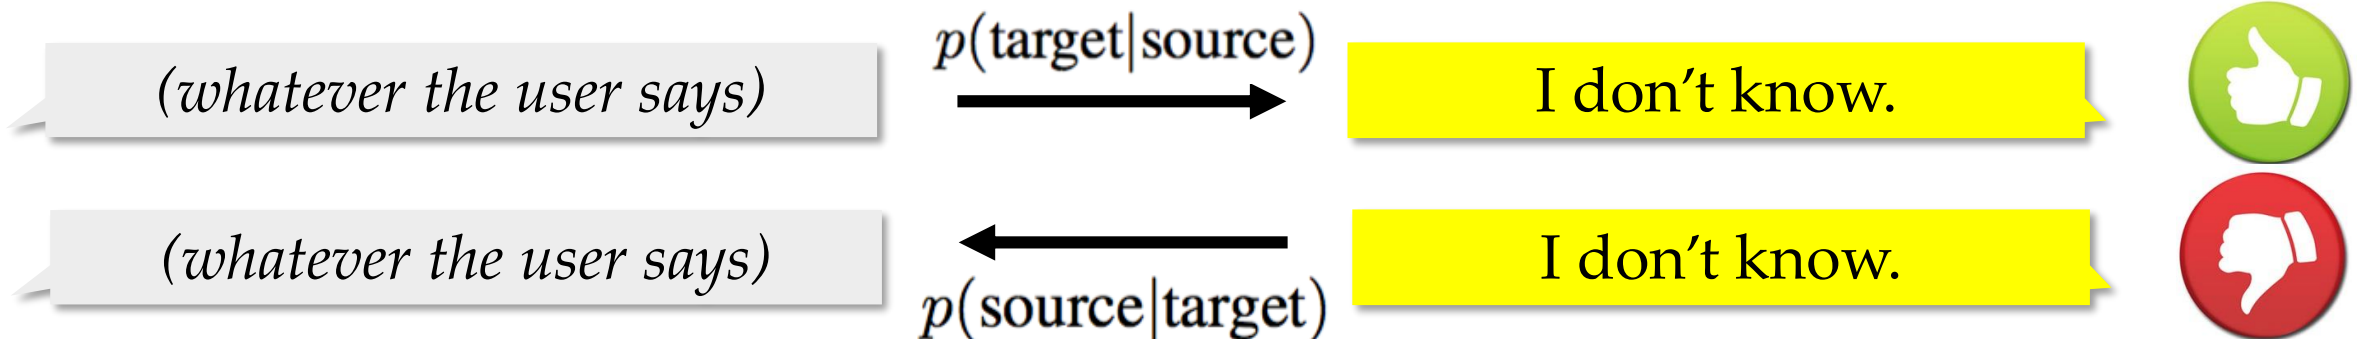 (whatever the user says)
p(target|source)
I don’t know.
(whatever the user says)
p(source|target)
I don’t know.